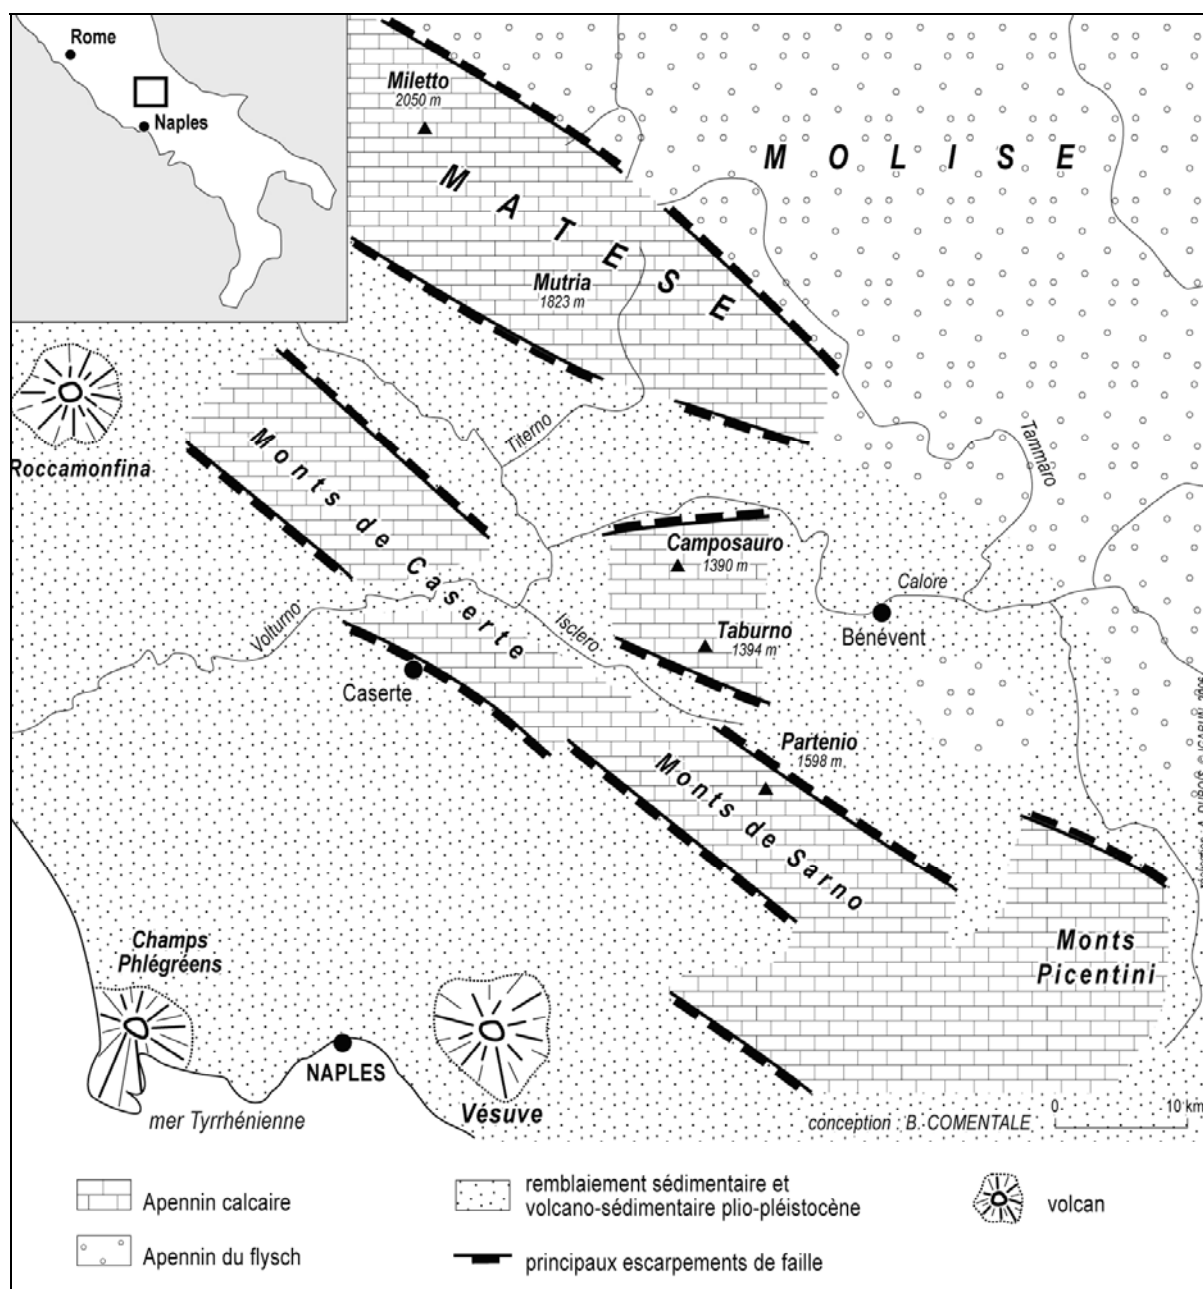 Rome
Naples
Miletto
2050 m
MOLISE
MATESE
Mutria
1823 m
Roccamonfina
Titerno
Tammaro
Monts de Caserte
Camposauro
1390 m
Calore
Volturno
Isclero
Taburno
1394 m
Bénévent
Caserte
Partenio
1598 m
Monts de Sarno
Monts
Picentini
Champs
Phlégréens
NAPLES
Vésuve
mer Tyrrhénienne
conception : B. COMENTALE
0 10 km
Apennin calcaire
remblaiement sédimentaire et
volcano-sédimentaire plio-pléistocène
volcan
Apennin du flysch
principaux escarpements de faille